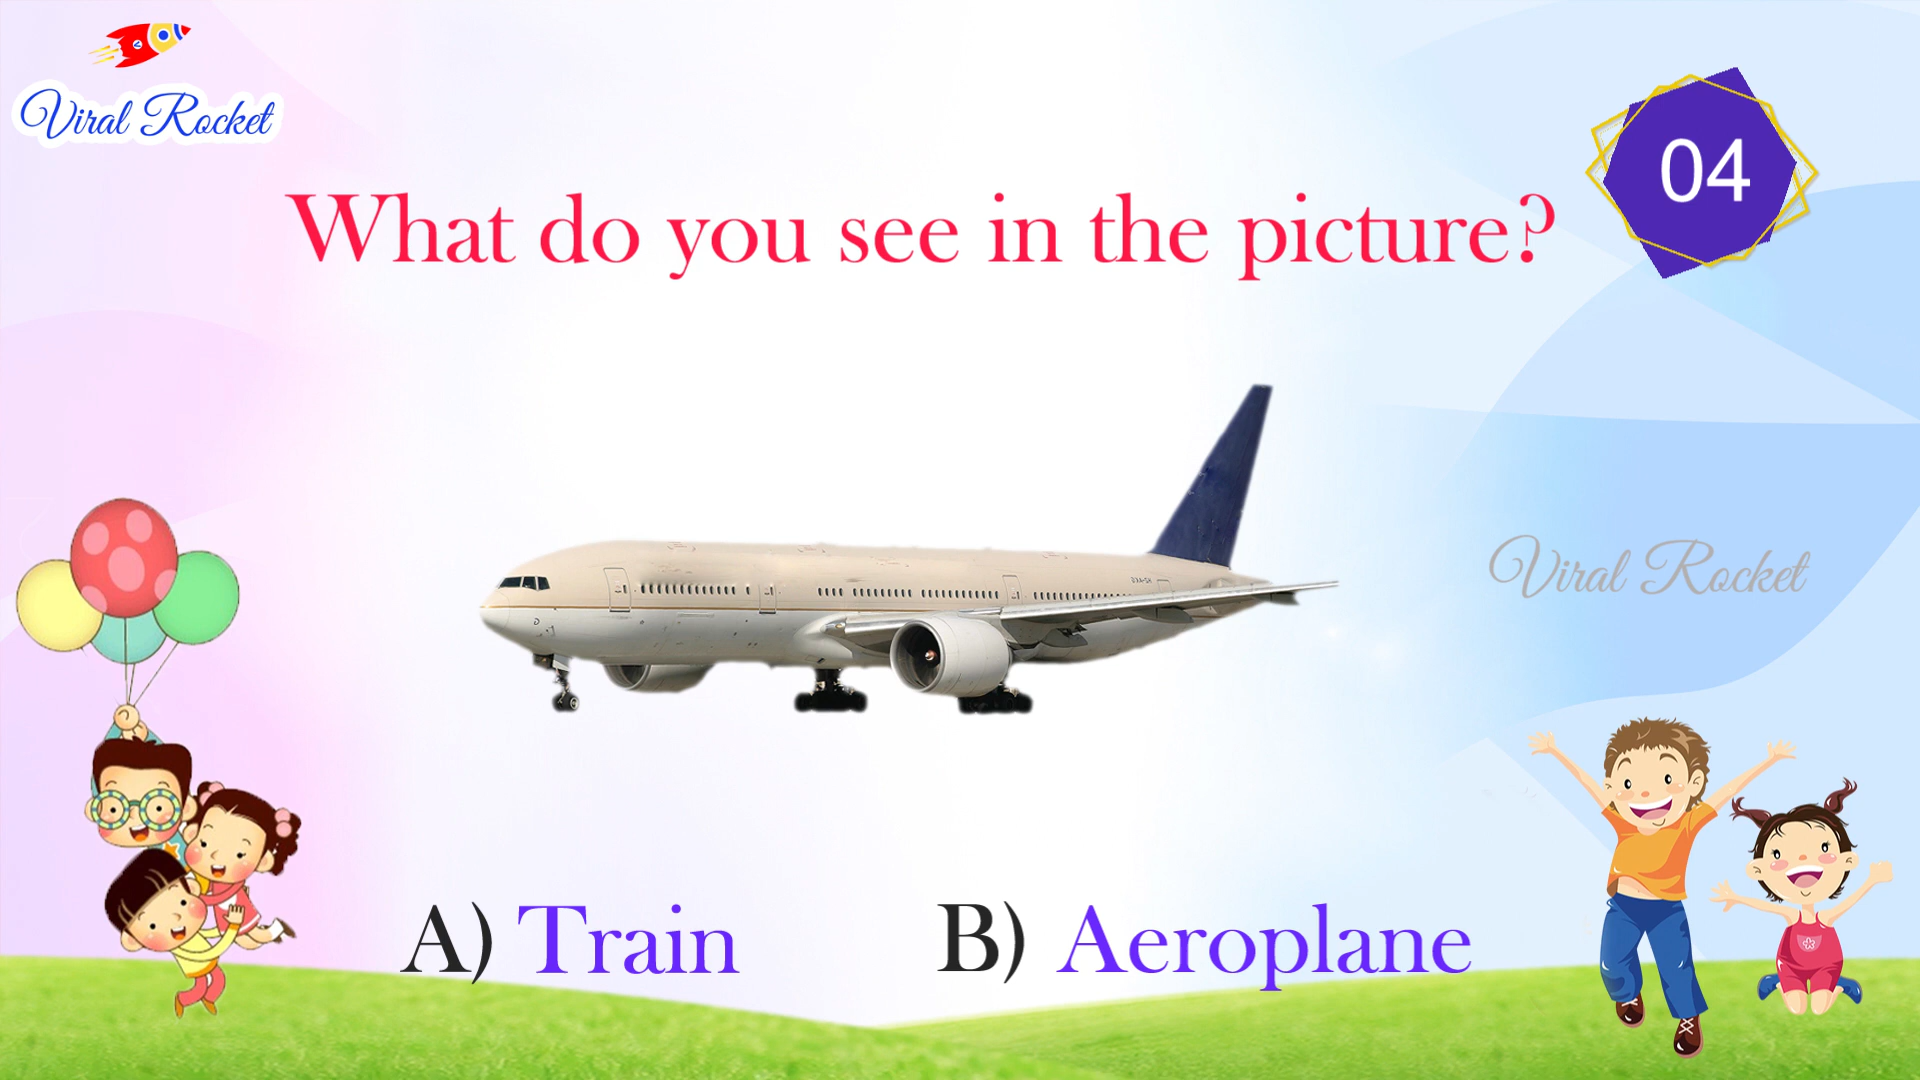 Viral Rocket
04
What do you see in the picture?
Viral Rocket
A) Train
B) Aeroplane